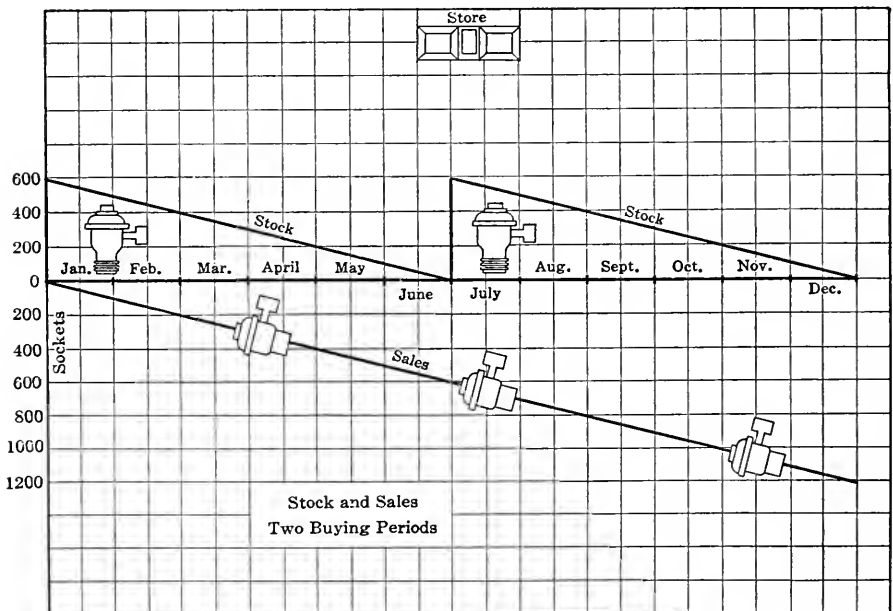 Store
600
400
200
0
Stock
Stock
Jan.
Feb.
Mar.
April
May
June
July
Aug.
Sept.
Oct.
Nov.
Dec.
Sockets
200
400
600
800
1000
1200
Sales
Stock and Sales
Two Buying Periods